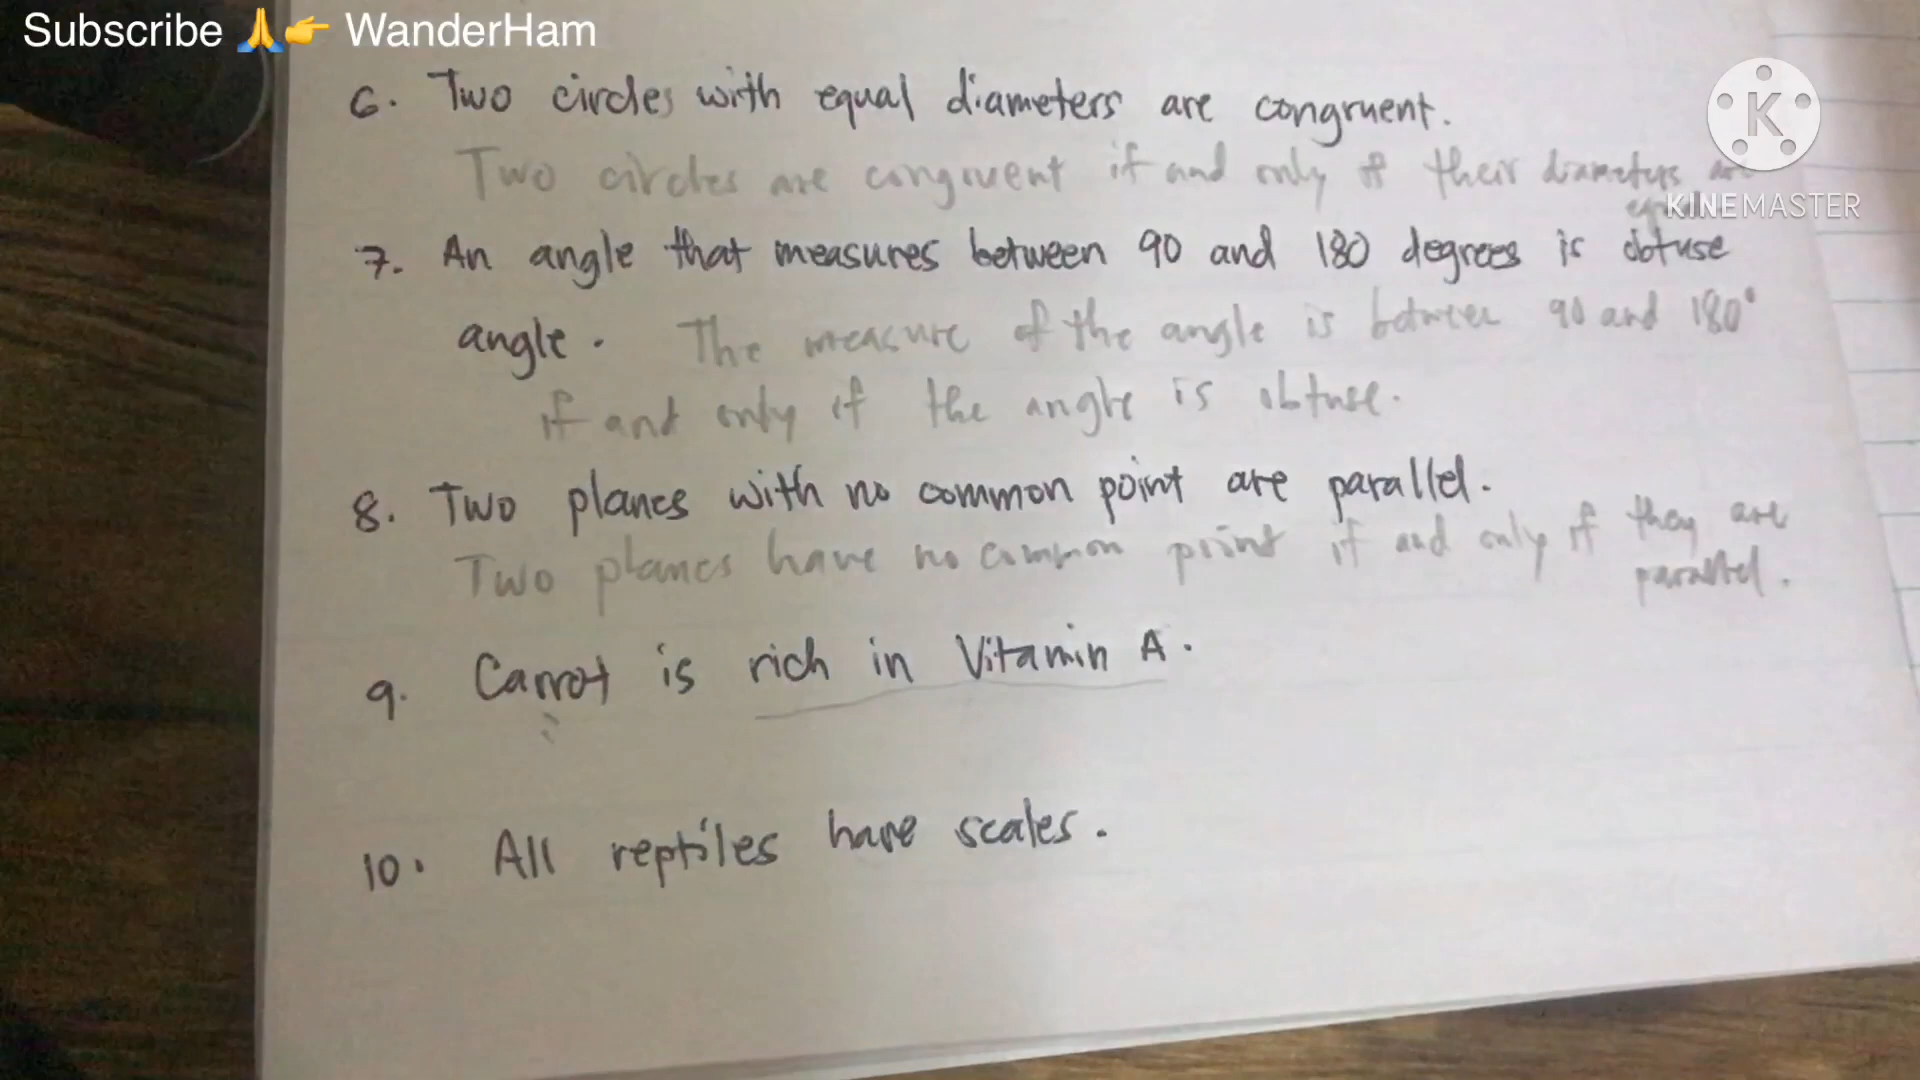 Subscribe 🙏👉 WanderHam
6. Two circles with equal diameters are congruent.
Two circles are congruent if and only if their diameters are
equal
K
KINEMASTER
7. An angle that measures between 90 and 180 degrees is obtuse
angle. The measure of the angle is between 90 and 180°
if and only if the angle is obtuse.
8. Two planes with no common point are parallel.
Two planes have no common point if and only if they are
parallel.
9. Carrot is rich in Vitamin A.
10. All reptiles have scales.